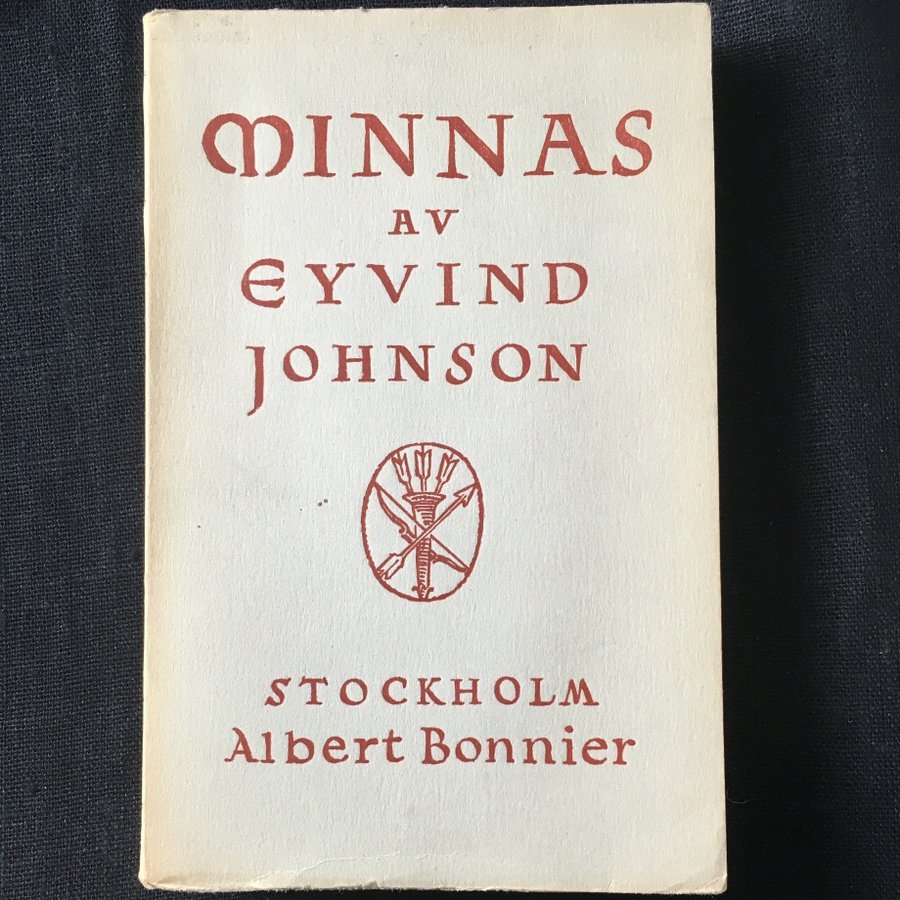 MINNAS
AV
EYVIND
JOHNSON
STOCKHOLM
Albert Bonnier